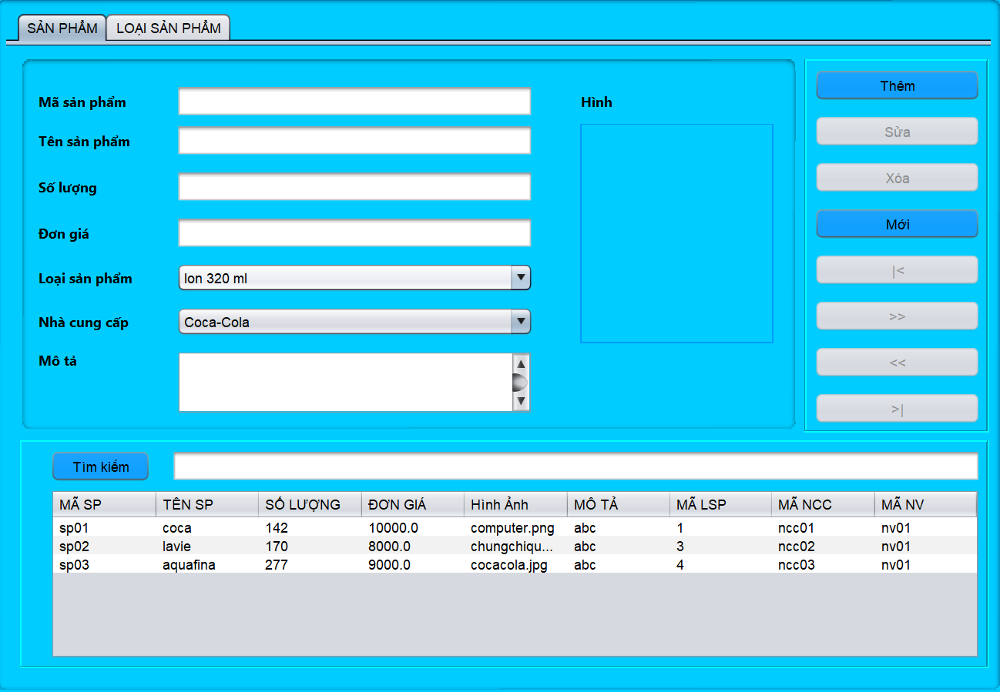 SẢN PHẨM LOẠI SẢN PHẨM
Mã sản phẩm
Tên sản phẩm
Số lượng
Đơn giá
Loại sản phẩm lon 320 ml
Nhà cung cấp Coca-Cola
Mô tả
Hình
Thêm
Sửa
Xóa
Mới
|<
>>
<<
>|
Tìm kiếm
MÃ SP TÊN SP SỐ LƯỢNG ĐƠN GIÁ Hình Ảnh MÔ TẢ MÃ LSP MÃ NCC MÃ NV
sp01 coca 142 10000.0 computer.png abc 1 ncc01 nv01
sp02 lavie 170 8000.0 chungchiqu... abc 3 ncc02 nv01
sp03 aquafina 277 9000.0 cocacola.jpg abc 4 ncc03 nv01